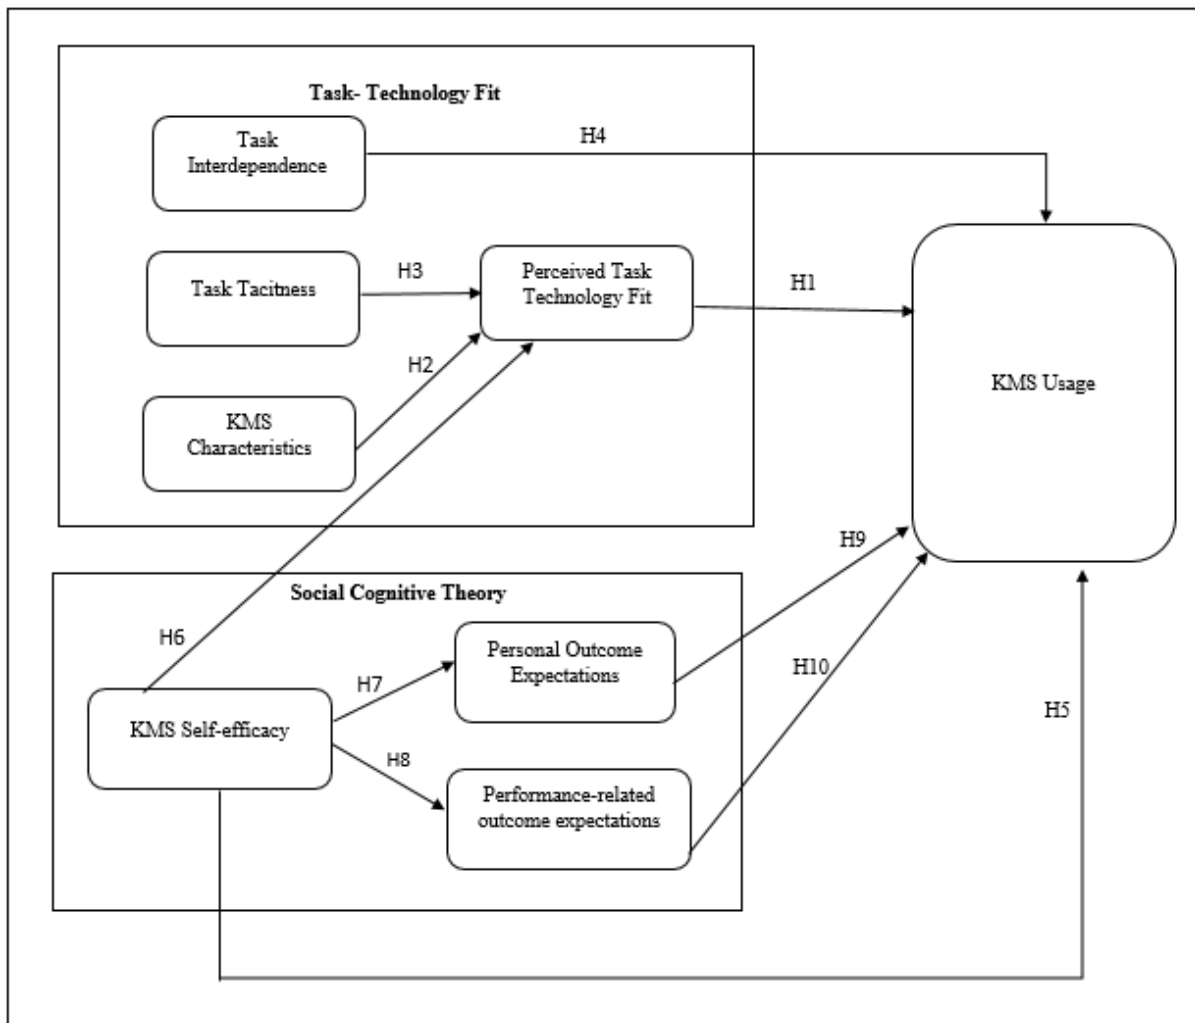 Task- Technology Fit
Task
Interdependence
H4
Task Tacitness
H3
Perceived Task
Technology Fit
H1
H2
KMS
Characteristics
KMS Usage
Social Cognitive Theory
H6
H7
Personal Outcome
Expectations
H9
KMS Self-efficacy
H8
Performance-related
outcome expectations
H10
H5